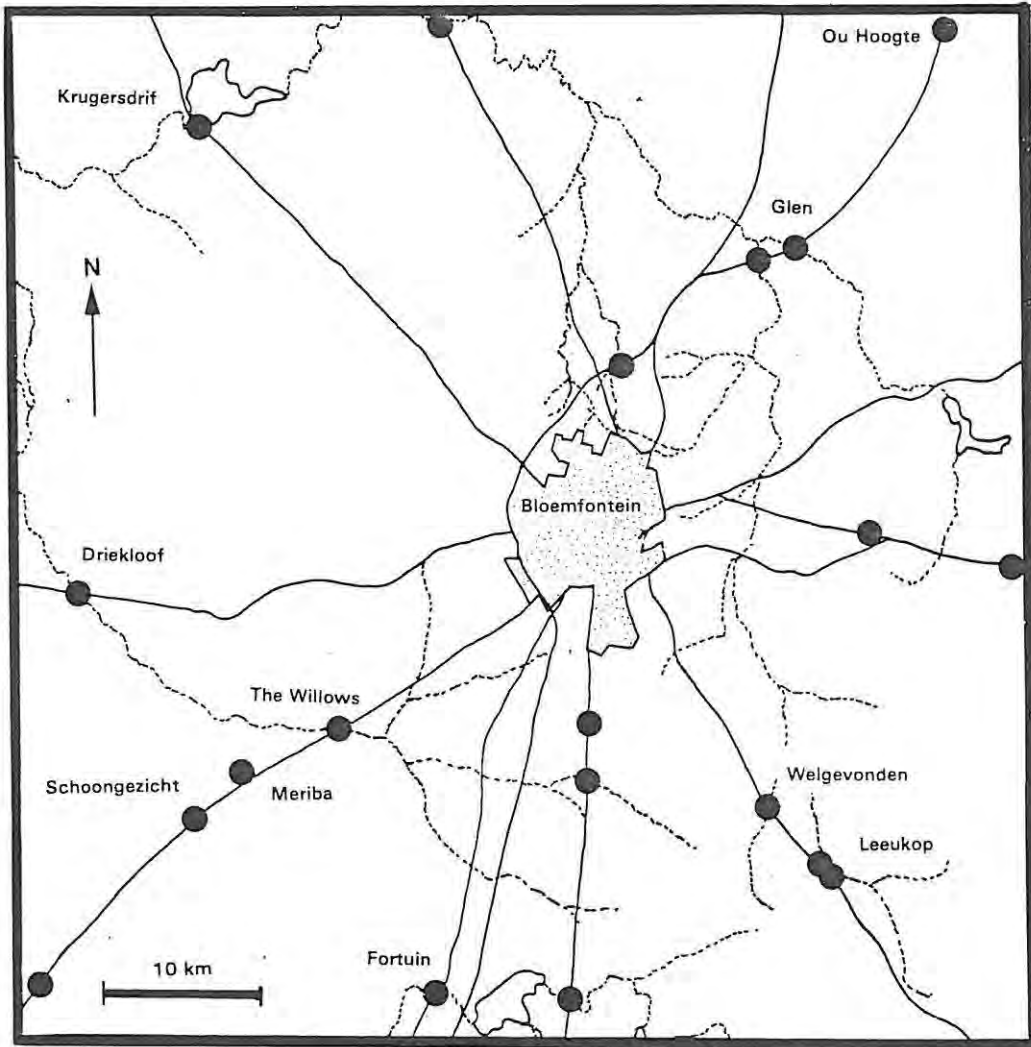 Ou Hoogte
Krugersdrif
Glen
N
Bloemfontein
Driekloof
The Willows
Schoongezicht
Meriba
Welgevonden
Leeukop
Fortuin
10 km